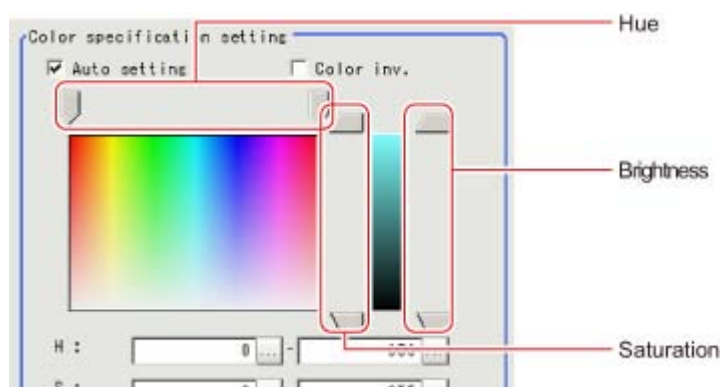 Hue
Color specificati n setting
Auto setting
Color inv.
Brightness
H : 0 ... - ...
Saturation